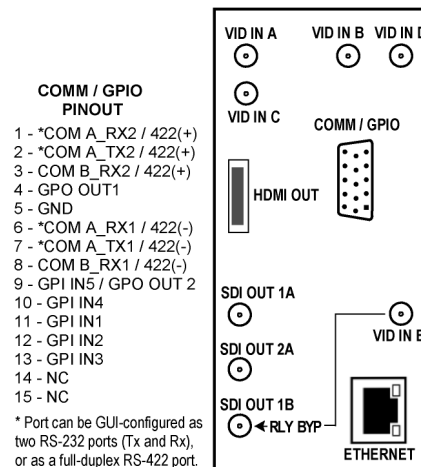 COMM / GPIO
PINOUT
1 - *COM A_RX2 / 422(+)
2 - *COM A_TX2 / 422(+)
3 - COM B_RX2 / 422(+)
4 - GPO OUT1
5 - GND
6 - *COM A_RX1 / 422(-)
7 - *COM A_TX1 / 422(-)
8 - COM B_RX1 / 422(-)
9 - GPI IN5 / GPO OUT 2
10 - GPI IN4
11 - GPI IN1
12 - GPI IN2
13 - GPI IN3
14 - NC
15 - NC
* Port can be GUI-configured as
two RS-232 ports (Tx and Rx),
or as a full-duplex RS-422 port.
VID IN A
VID IN B
VID IN D
VID IN C
COMM / GPIO
HDMI OUT
SDI OUT 1A
VID IN E
SDI OUT 2A
SDI OUT 1B
RLY BYP
ETHERNET